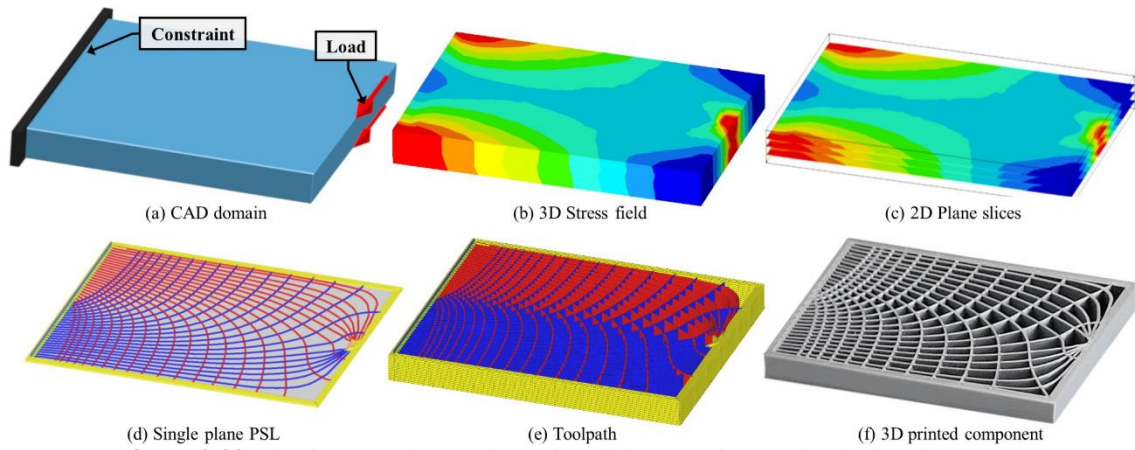 Constraint
Load
(a) CAD domain
(b) 3D Stress field
(c) 2D Plane slices
(d) Single plane PSL
(e) Toolpath
(f) 3D printed component